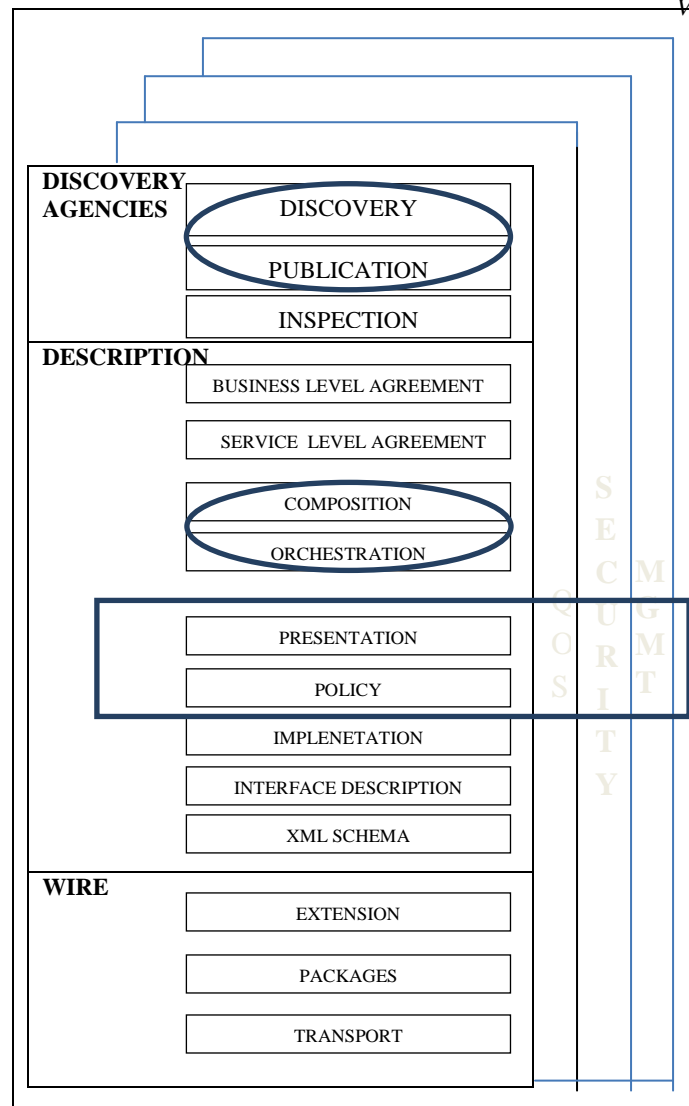 DISCOVERY
AGENCIES
DISCOVERY
PUBLICATION
INSPECTION
DESCRIPTION
BUSINESS LEVEL AGREEMENT
SERVICE LEVEL AGREEMENT
COMPOSITION
ORCHESTRATION
PRESENTATION
POLICY
IMPLENETATION
INTERFACE DESCRIPTION
XML SCHEMA
WIRE
EXTENSION
PACKAGES
TRANSPORT
QOS
SECURITY
MGMT